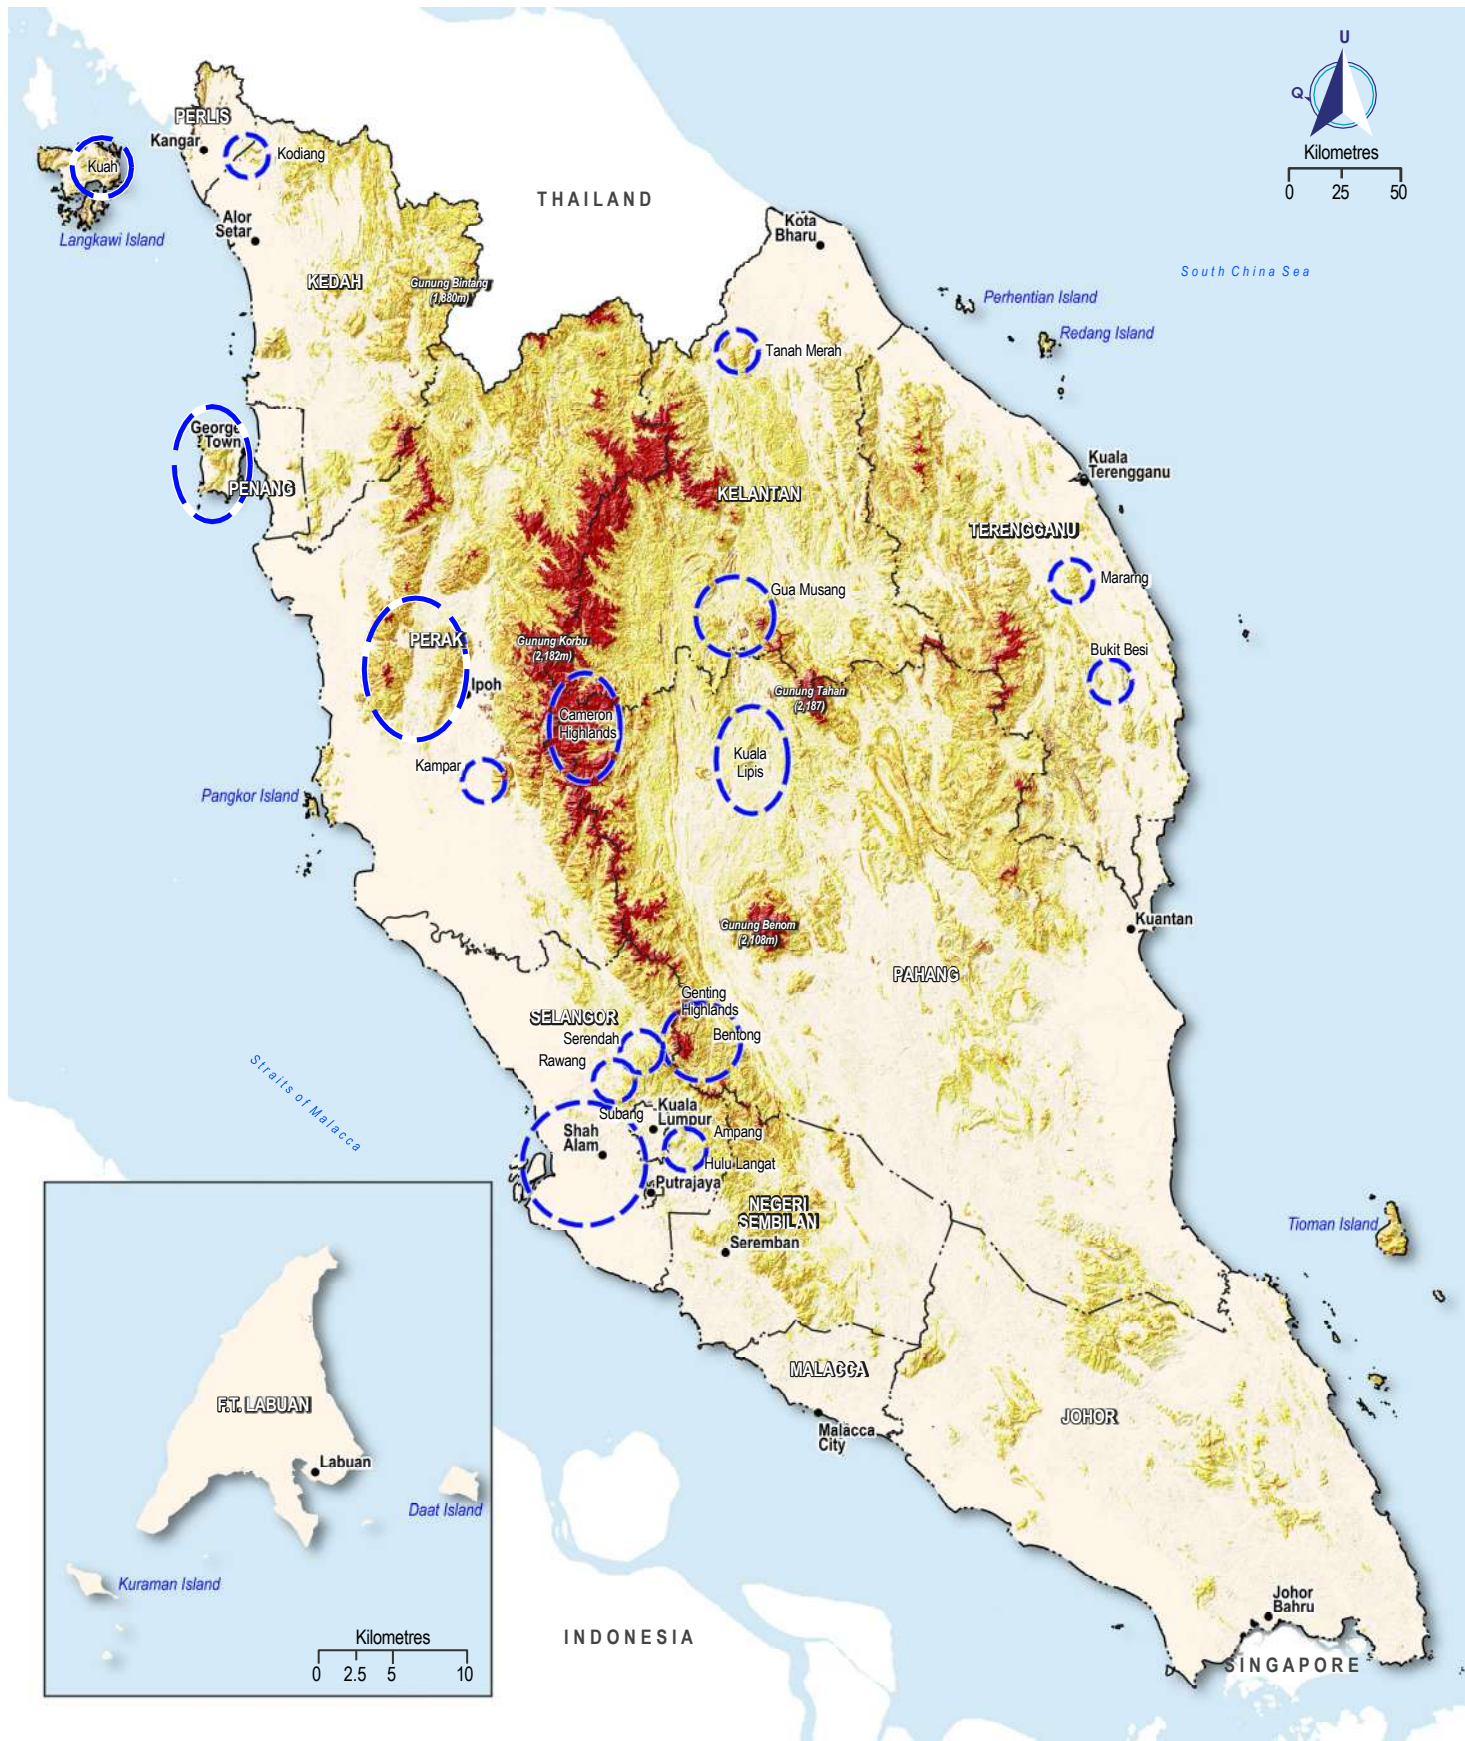 U
Q
Kilometres
0 25 50
PERLIS
Kangar
Kodiang
Kuah
Langkawi Island
Alor
Setar
THAILAND
Kota
Bharu
South China Sea
KEDAH
Gunung Bintang
(1,880m)
Perhentian Island
Redang Island
Tanah Merah
George
Town
PENANG
Kuala
Terengganu
KELANTAN
TERENGGANU
Mararng
Gua Musang
PERAK
Gunung Korbu
(2,182m)
Bukit Besi
Ipoh
Gunung Tahan
(2,187)
Cameron
Highlands
Kuala
Lipis
Kampar
Pangkor Island
Gunung Benom
(2,108m)
Kuantan
PAHANG
Genting
Highlands
SELANGOR
Serendah
Bentong
Rawang
Straits of Malacca
Subang
Kuala
Lumpur
Shah
Alam
Ampang
Hulu Langat
Putrajaya
NEGERI
SEMBILAN
Seremban
Tioman Island
MALACCA
Malacca
City
JOHOR
F.T. LABUAN
Labuan
Daat Island
Kuraman Island
Kilometres
0 2.5 5 10
INDONESIA
Johor
Bahru
SINGAPORE